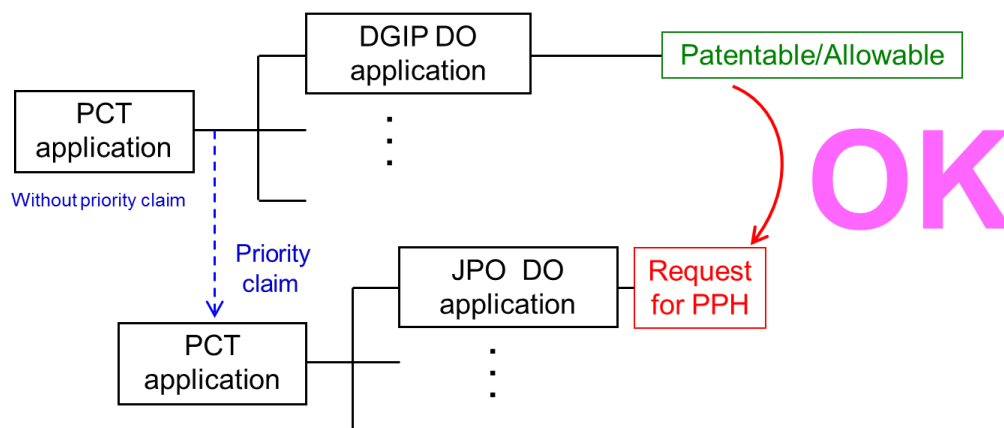 DGIP DO
application
Patentable/Allowable
PCT
application
Without priority claim
OK
Priority
claim
JPO DO
application
Request
for PPH
PCT
application